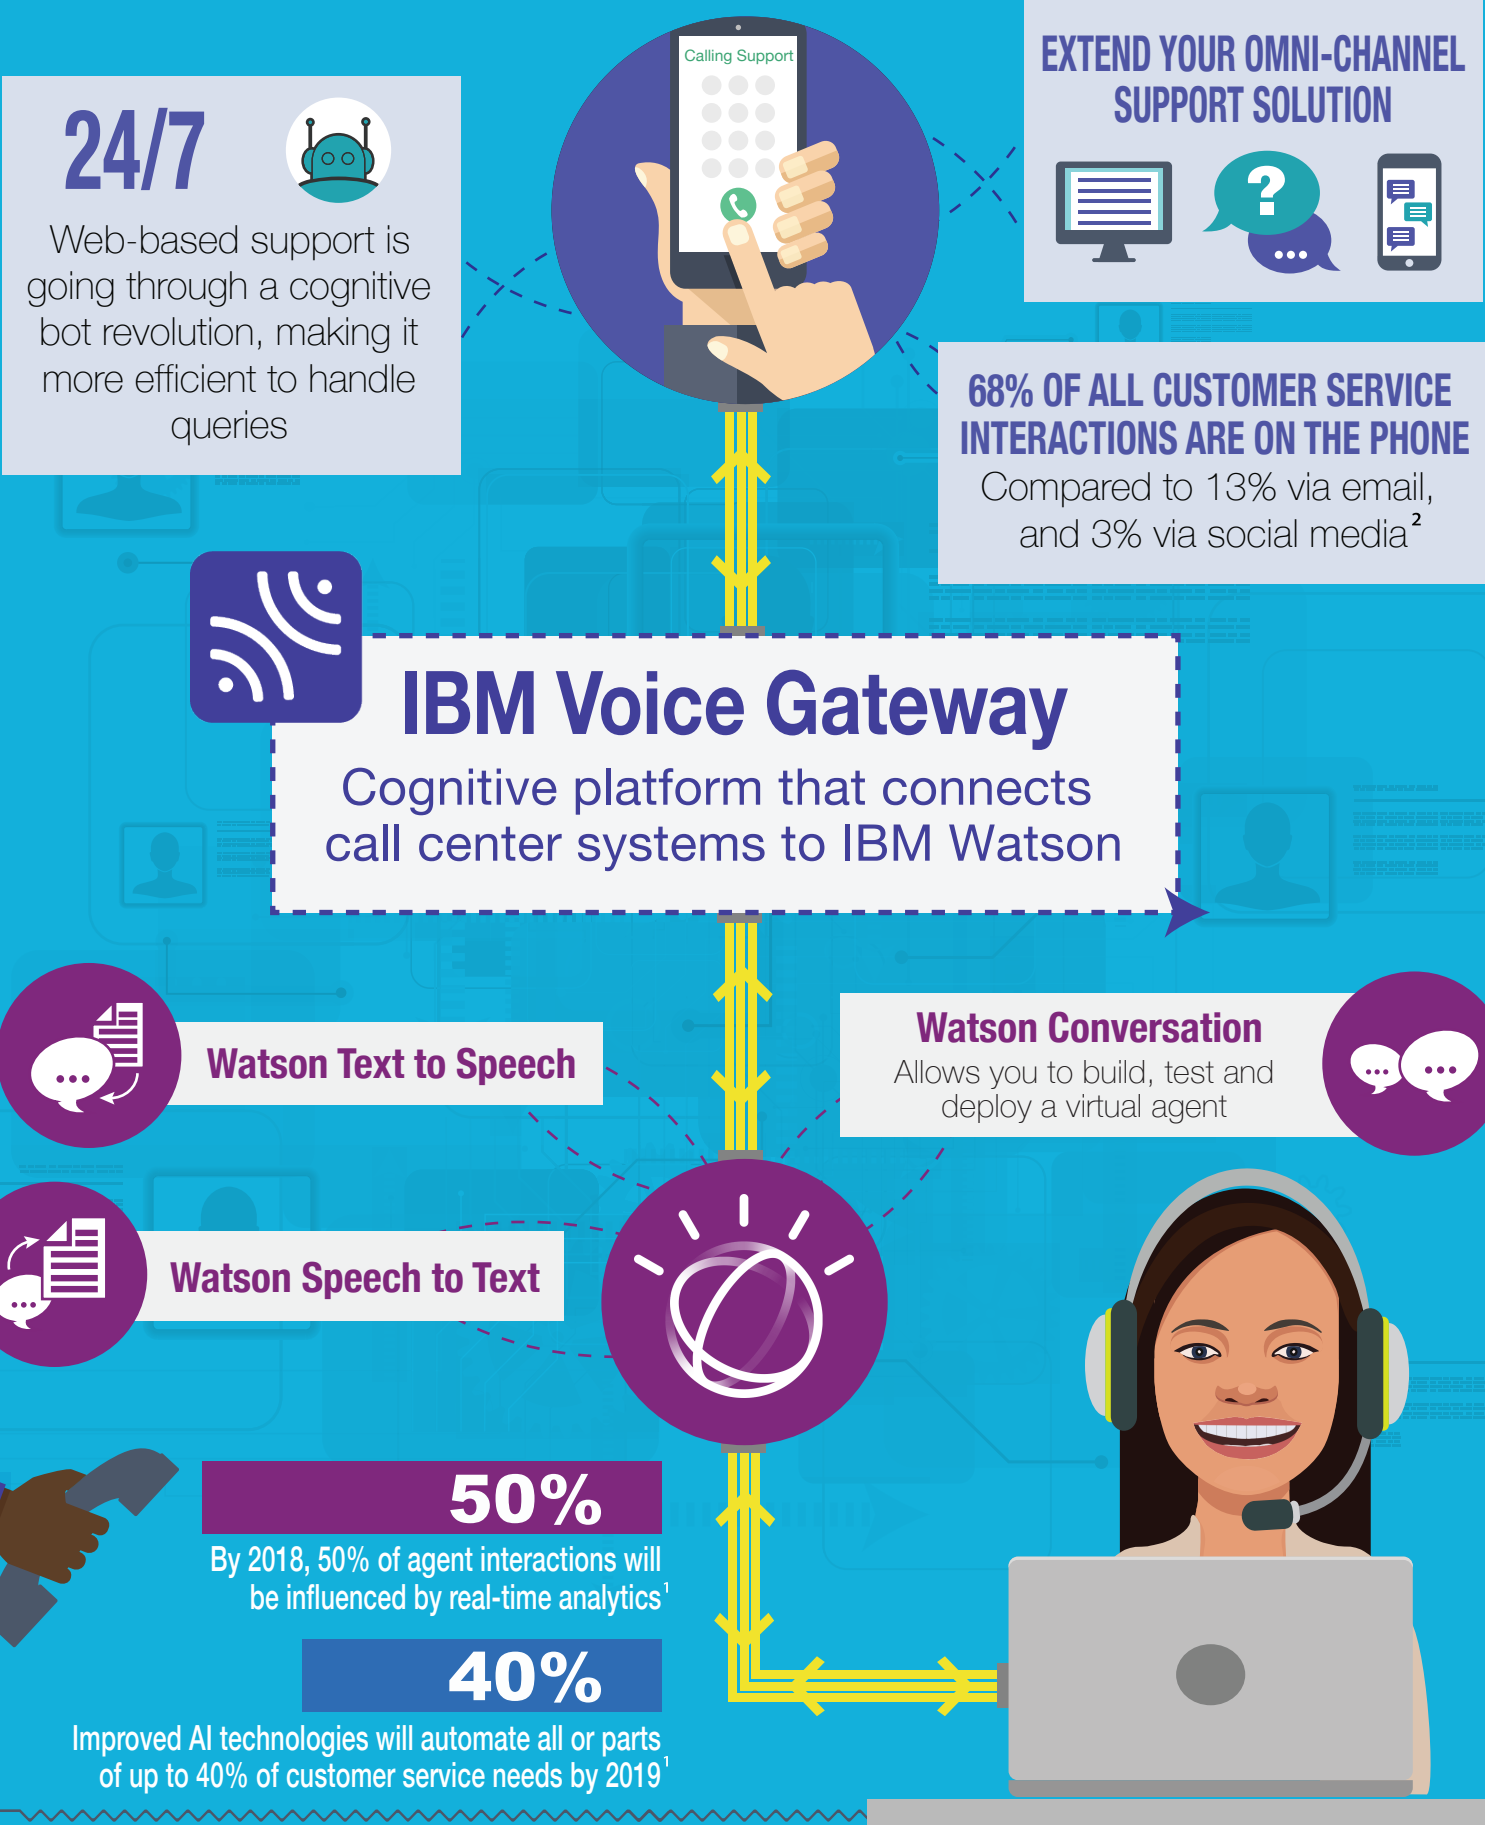 Calling Support
24/7
Web-based support is
going through a cognitive
bot revolution, making it
more efficient to handle
queries
EXTEND YOUR OMNI-CHANNEL
SUPPORT SOLUTION
?
68% OF ALL CUSTOMER SERVICE
INTERACTIONS ARE ON THE PHONE
Compared to 13% via email,
and 3% via social media²
IBM Voice Gateway
Cognitive platform that connects
call center systems to IBM Watson
Watson Text to Speech
Watson Conversation
Allows you to build, test and
deploy a virtual agent
Watson Speech to Text
50%
By 2018, 50% of agent interactions will
be influenced by real-time analytics¹
40%
Improved AI technologies will automate all or parts
of up to 40% of customer service needs by 2019¹